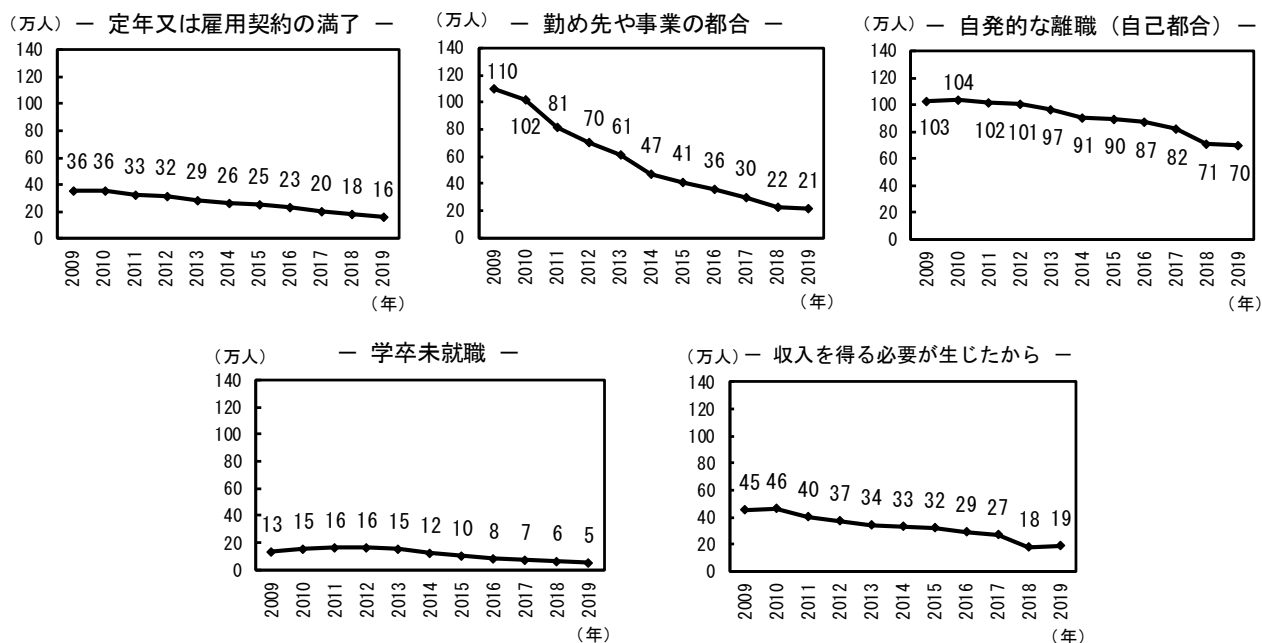 （万人） － 定年又は雇用契約の満了 －
140
120
100
80
60
40
20
0
36 36 33 32 29 26 25 23 20 18 16
2009 2010 2011 2012 2013 2014 2015 2016 2017 2018 2019
（年）
（万人） － 勤め先や事業の都合 －
140
120
100
80
60
40
20
0
110 102 81 70 61 47 41 36 30 22 21
2009 2010 2011 2012 2013 2014 2015 2016 2017 2018 2019
（年）
（万人） － 自発的な離職（自己都合）－
140
120
100
80
60
40
20
0
103 104 102 101 97 91 90 87 82 71 70
2009 2010 2011 2012 2013 2014 2015 2016 2017 2018 2019
（年）
（万人） － 学卒未就職 －
140
120
100
80
60
40
20
0
13 15 16 16 15 12 10 8 7 6 5
2009 2010 2011 2012 2013 2014 2015 2016 2017 2018 2019
（年）
（万人） － 収入を得る必要が生じたから －
140
120
100
80
60
40
20
0
45 46 40 37 34 33 32 29 27 18 19
2009 2010 2011 2012 2013 2014 2015 2016 2017 2018 2019
（年）